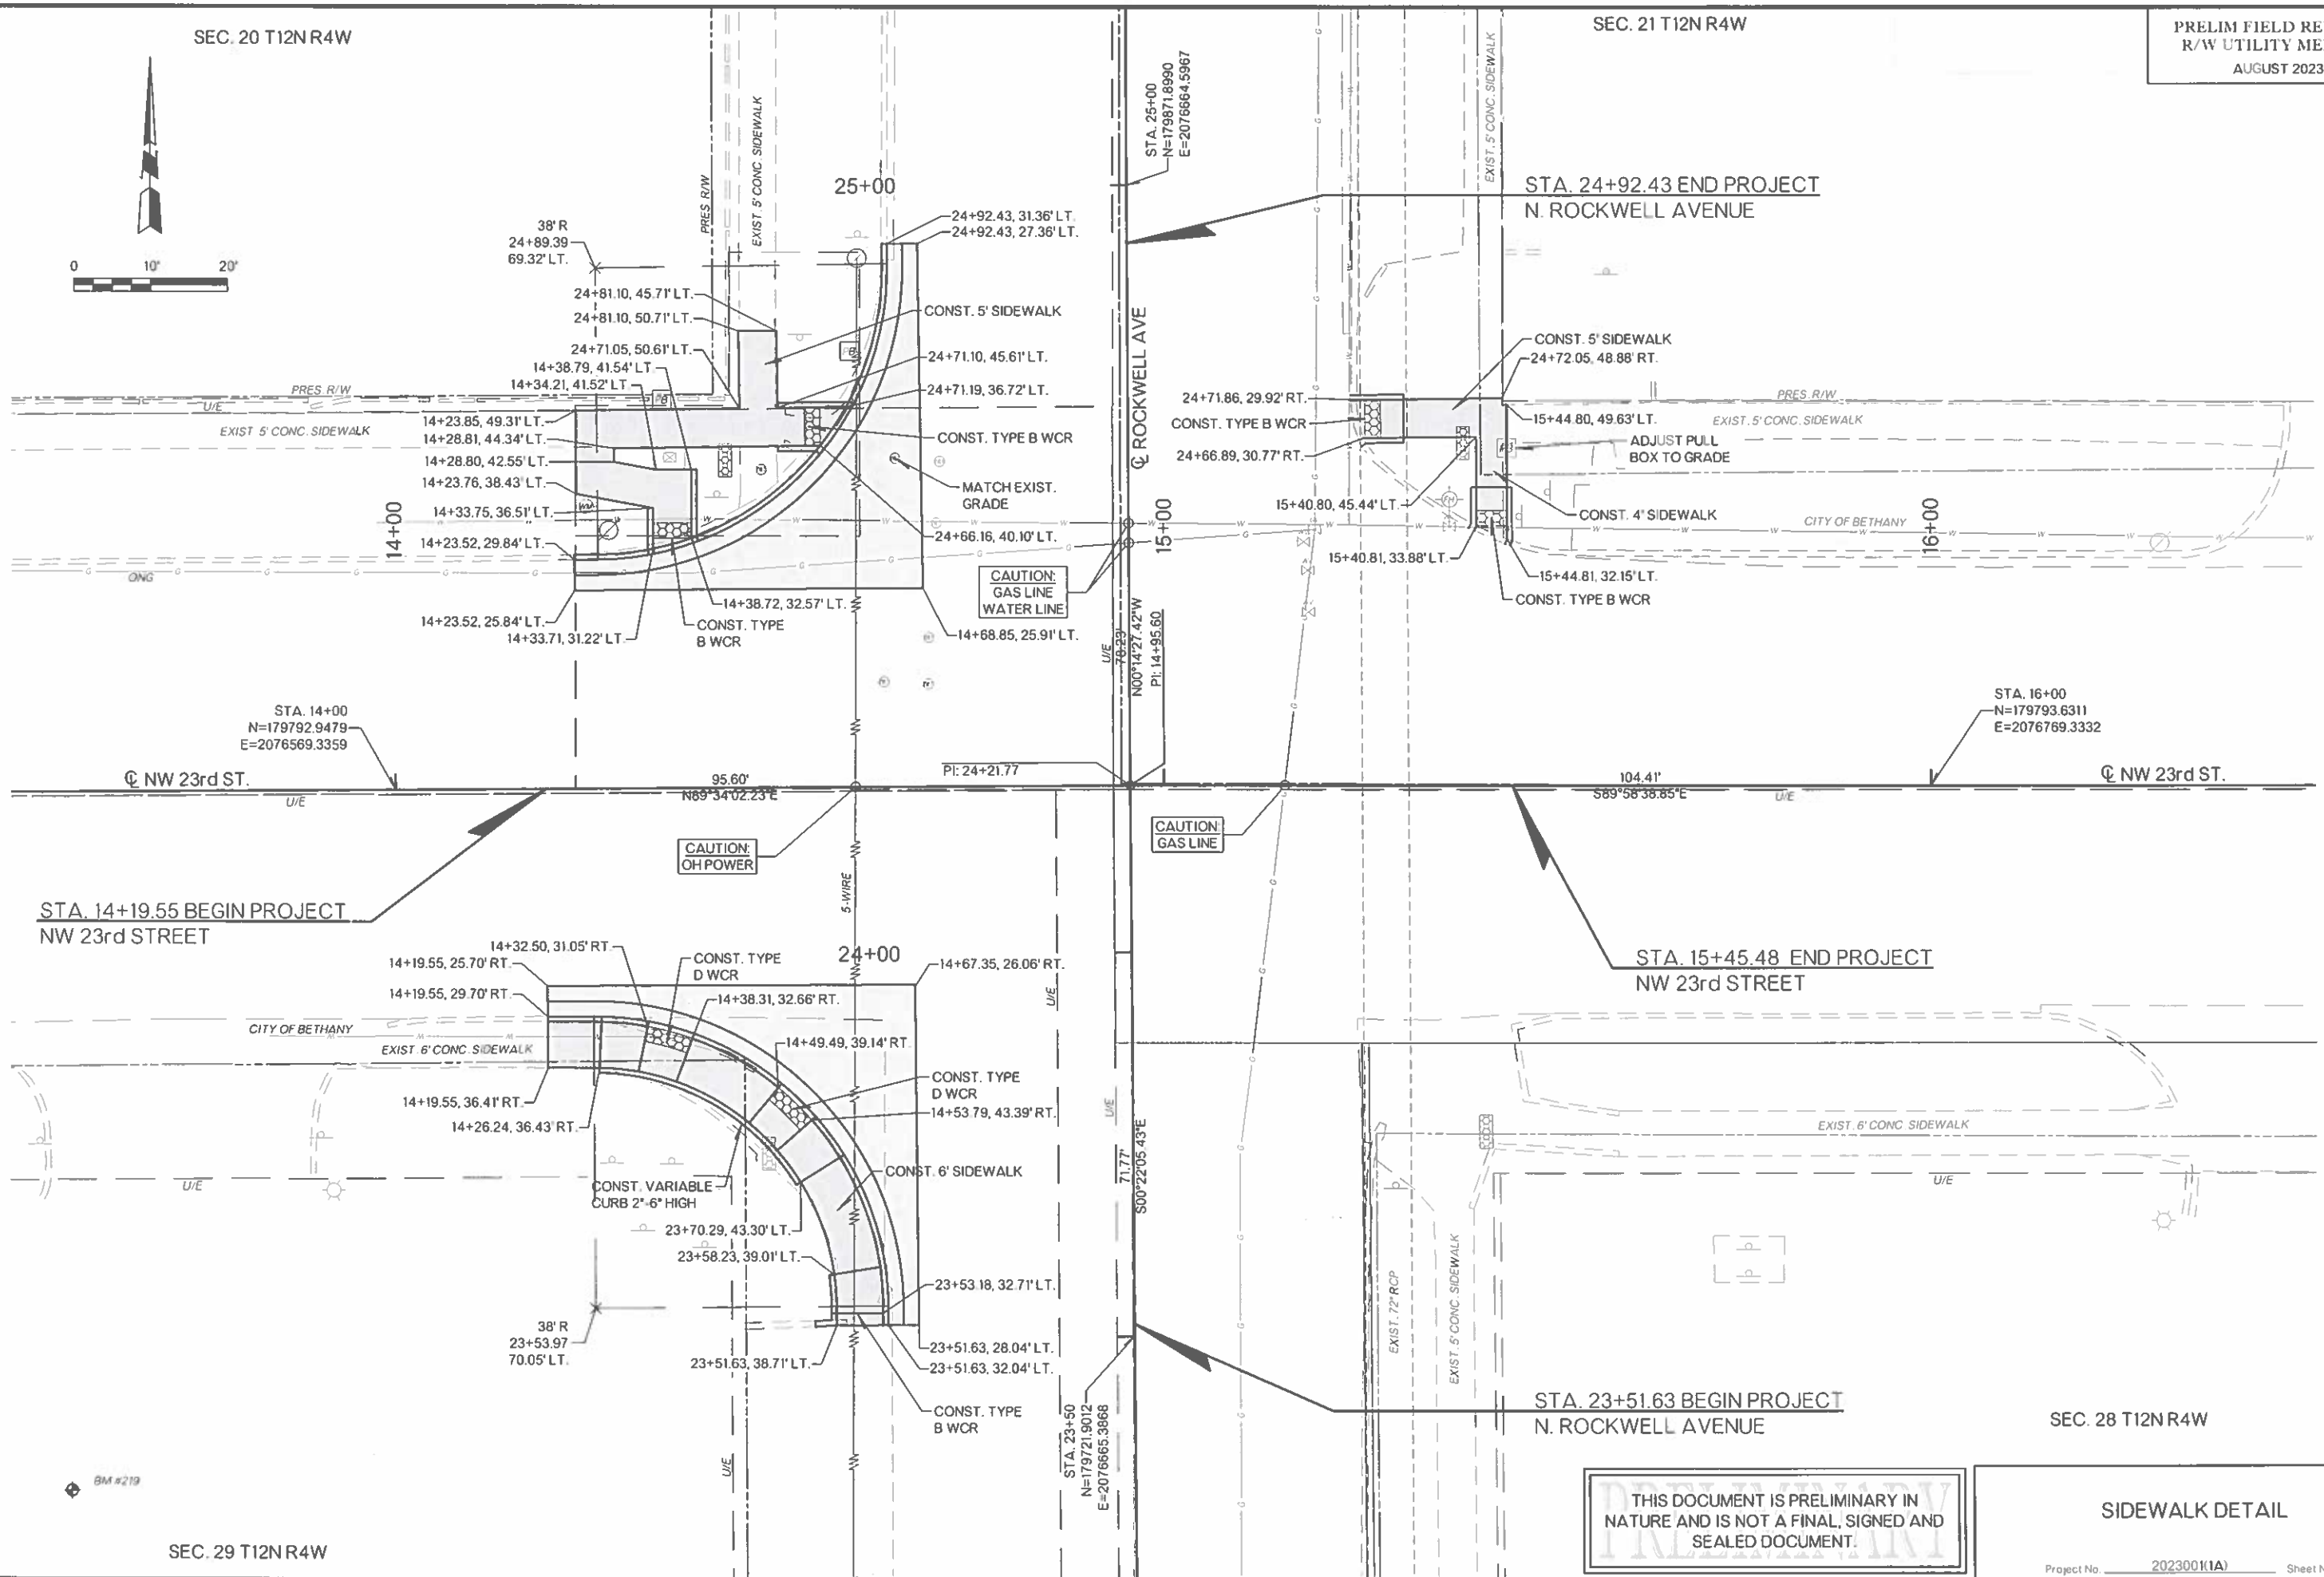 SEC. 20 T12N R4W
SEC. 21 T12N R4W
PRELIM FIELD RE
R/W UTILITY ME
AUGUST 2023
0 10' 20'
PRES R/W
EXIST. 5' CONC. SIDEWALK
25+00
STA. 25+00
N=179871.8990
E=2076664.5967
EXIST. 5' CONC. SIDEWALK
STA. 24+92.43 END PROJECT
N. ROCKWELL AVENUE
38' R
24+89.39
69.32' LT.
24+92.43, 31.36' LT.
24+92.43, 27.36' LT.
24+81.10, 45.71' LT.
24+81.10, 50.71' LT.
CONST. 5' SIDEWALK
24+71.05, 50.61' LT.
14+38.79, 41.54' LT
14+34.21, 41.52' LT
24+71.10, 45.61' LT.
24+71.19, 36.72' LT.
PRES. R/W
U/E
EXIST 5' CONC. SIDEWALK
14+23.85, 49.31' LT.
14+28.81, 44.34' LT.
14+28.80, 42.55' LT.
14+23.76, 38.43' LT.
14+33.75, 36.51' LT.
14+23.52, 29.84' LT.
CONST. TYPE B WCR
MATCH EXIST.
GRADE
24+66.16, 40.10' LT.
14+00
ONG
14+23.52, 25.84' LT.
14+33.71, 31.22' LT.
14+38.72, 32.57' LT.
CONST. TYPE
B WCR
14+68.85, 25.91' LT.
CAUTION:
GAS LINE
WATER LINE
℄ ROCKWELL AVE
15+00
CONST. 5' SIDEWALK
24+72.05, 48.88' RT.
24+71.86, 29.92' RT.
CONST. TYPE B WCR
24+66.89, 30.77' RT.
PRES. R/W
15+44.80, 49.63' LT.
EXIST. 5' CONC. SIDEWALK
ADJUST PULL
BOX TO GRADE
15+40.80, 45.44' LT.
CONST. 4' SIDEWALK
CITY OF BETHANY
16+00
15+40.81, 33.88' LT.
15+44.81, 32.15' LT.
CONST. TYPE B WCR
U/E
78.23'
N00°14'27.42"W
PI: 14+95.60
STA. 14+00
N=179792.9479
E=2076569.3359
STA. 16+00
N=179793.6311
E=2076769.3332
℄ NW 23rd ST.
U/E
95.60'
N89°34'02.23"E
PI: 24+21.77
104.41'
S89°58'38.85"E
U/E
℄ NW 23rd ST.
CAUTION:
OH POWER
CAUTION:
GAS LINE
5-WIRE
STA. 14+19.55 BEGIN PROJECT
NW 23rd STREET
STA. 15+45.48 END PROJECT
NW 23rd STREET
24+00
14+32.50, 31.05' RT.
14+19.55, 25.70' RT.
14+19.55, 29.70' RT.
CONST. TYPE
D WCR
14+38.31, 32.66' RT.
14+67.35, 26.06' RT.
U/E
CITY OF BETHANY
EXIST. 6' CONC. SIDEWALK
14+49.49, 39.14' RT.
CONST. TYPE
D WCR
14+53.79, 43.39' RT.
14+19.55, 36.41' RT.
14+26.24, 36.43' RT.
U/E
71.77'
S00°22'05.43"E
EXIST. 6' CONC SIDEWALK
U/E
U/E
CONST. VARIABLE
CURB 2"-6" HIGH
CONST. 6' SIDEWALK
23+70.29, 43.30' LT.
23+58.23, 39.01' LT.
23+53.18, 32.71' LT.
38' R
23+53.97
70.05' LT.
23+51.63, 38.71' LT.
23+51.63, 28.04' LT.
23+51.63, 32.04' LT.
CONST. TYPE
B WCR
EXIST. 72" RCP
EXIST. 5' CONC. SIDEWALK
STA. 23+50
N=179721.9012
E=2076665.3868
STA. 23+51.63 BEGIN PROJECT
N. ROCKWELL AVENUE
SEC. 28 T12N R4W
U/E
BM #219
SEC. 29 T12N R4W
PRELIMINARY
THIS DOCUMENT IS PRELIMINARY IN
NATURE AND IS NOT A FINAL, SIGNED AND
SEALED DOCUMENT.
SIDEWALK DETAIL
Project No. 2023001(1A) Sheet N